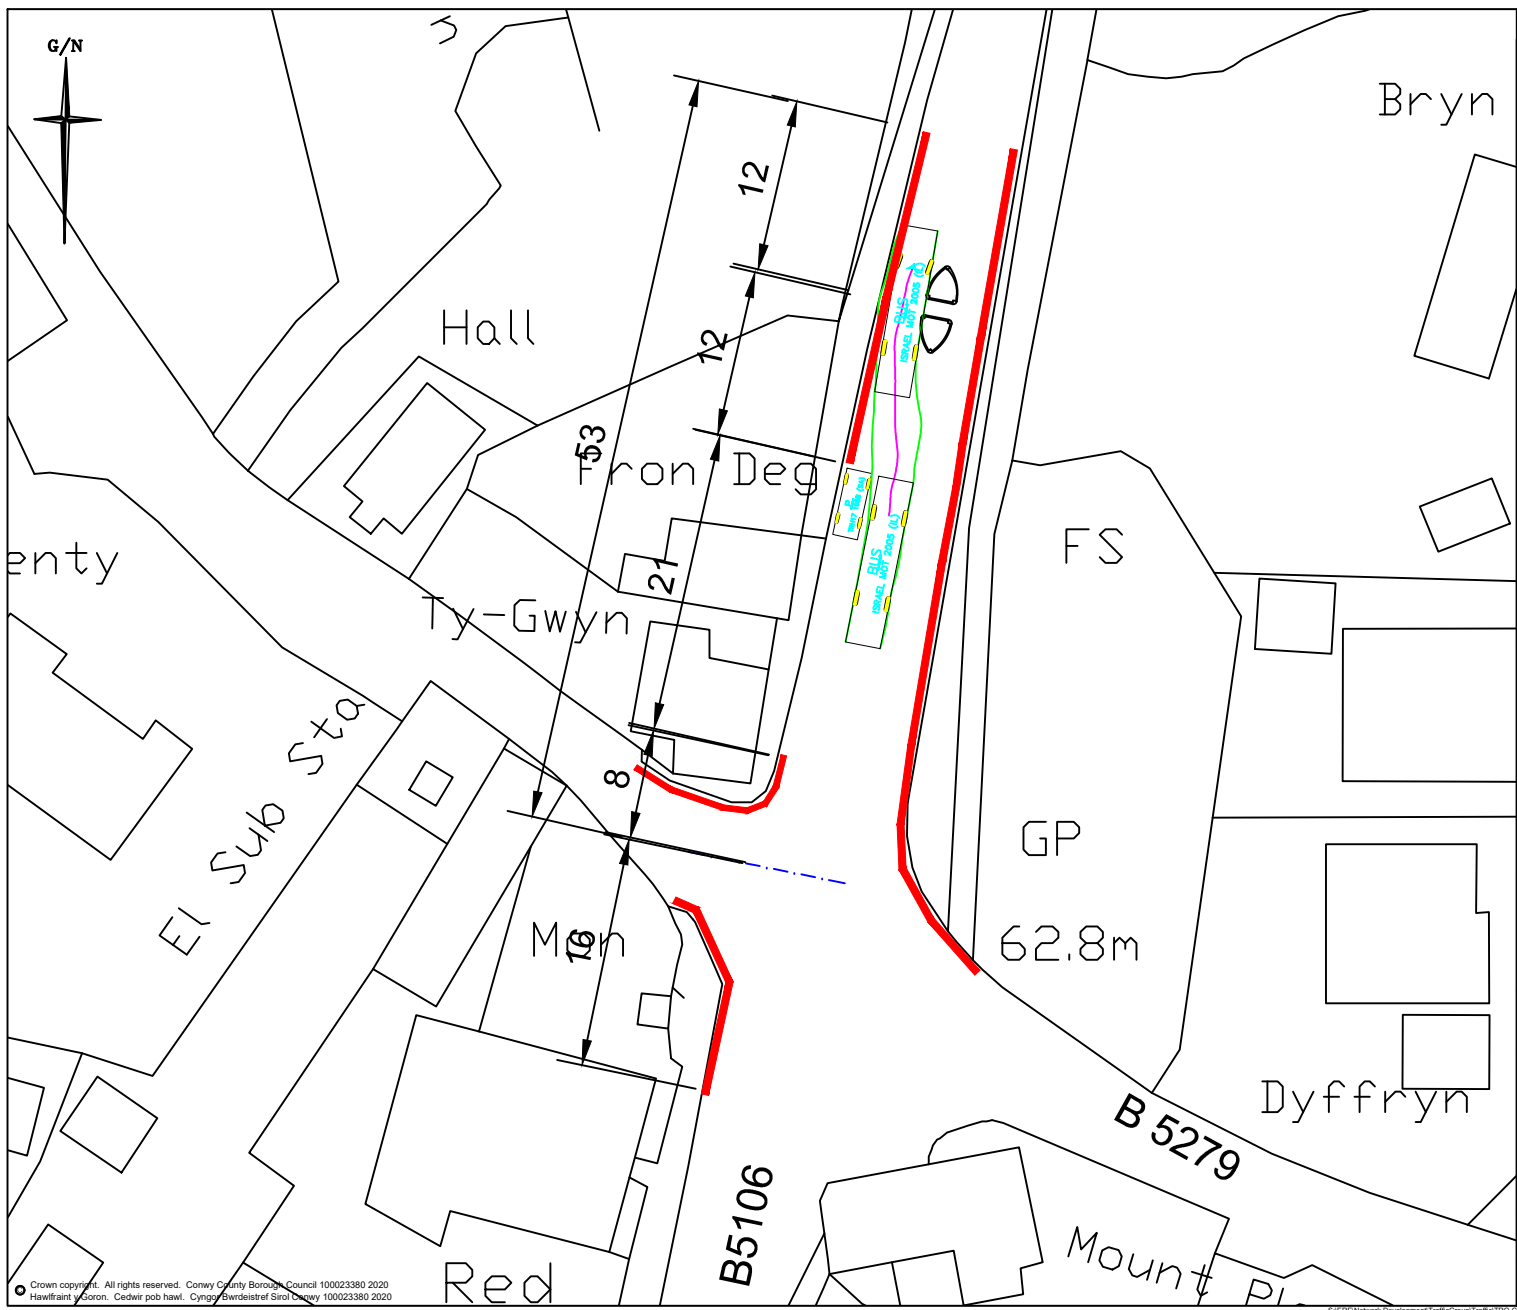 G/N
Bryn
12
Hall
12
53
Fron Deg
BUS
ISRAEL MOT 2005 (IL)
FS
enty
21
BUS
ISRAEL MOT 2005 (IL)
Ty-Gwyn
El Sub Sta
8
GP
Mon
16
62.8m
Dyffryn
B 5279
B5106
Mount
Red
Crown copyright. All rights reserved. Conwy County Borough Council 100023380 2020
Hawlfraint y Goron. Cedwir pob hawl. Cyngor Bwrdeistref Sirol Conwy 100023380 2020